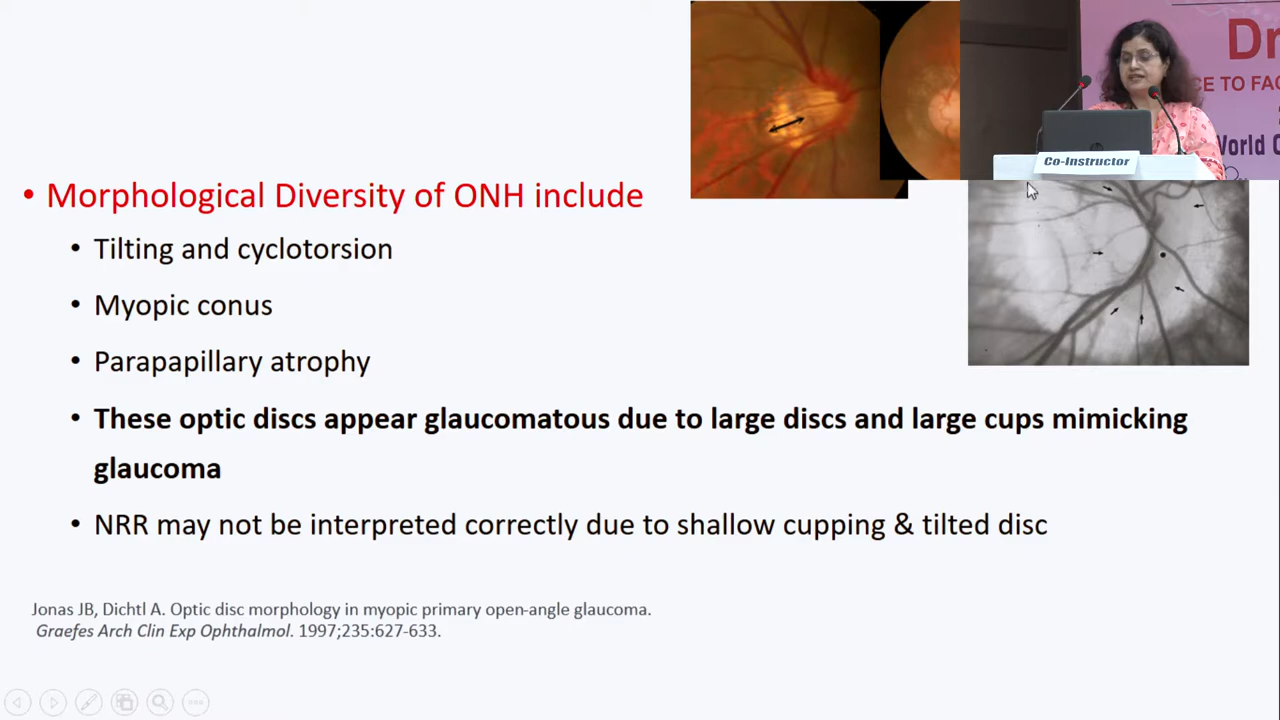 Dr
CE TO FAC
World C
Co-Instructor
• Morphological Diversity of ONH include
• Tilting and cyclotorsion
• Myopic conus
• Parapapillary atrophy
• These optic discs appear glaucomatous due to large discs and large cups mimicking
glaucoma
• NRR may not be interpreted correctly due to shallow cupping & tilted disc
Jonas JB, Dichtl A. Optic disc morphology in myopic primary open-angle glaucoma.
Graefes Arch Clin Exp Ophthalmol. 1997;235:627-633.